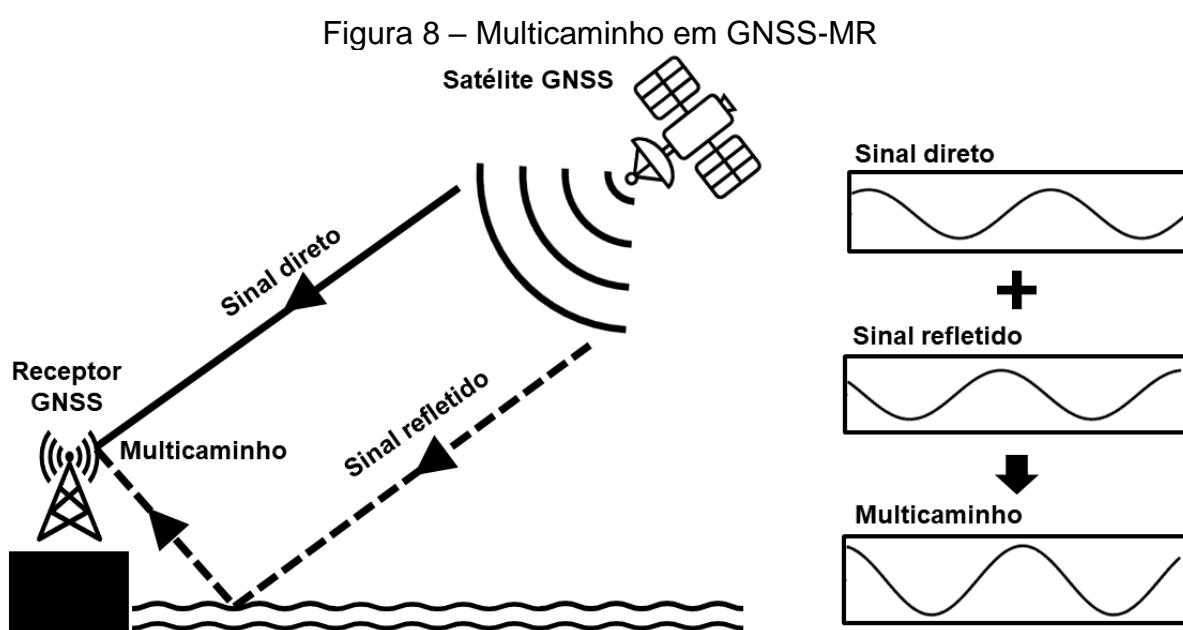 Figura 8 – Multicaminho em GNSS-MR
Satélite GNSS
Sinal direto
Receptor
GNSS
Multicaminho
Sinal refletido
Sinal direto
Sinal refletido
Multicaminho